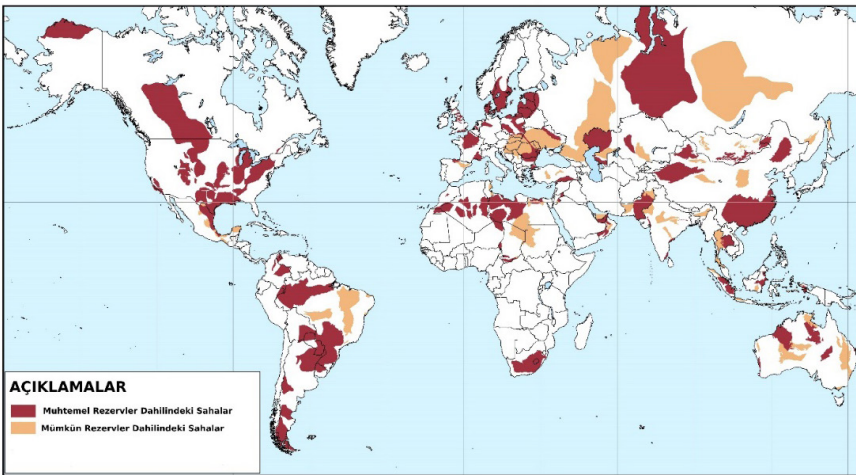 AÇIKLAMALAR
Muhtemel Rezervler Dahilindeki Sahalar
Mümkün Rezervler Dahilindeki Sahalar